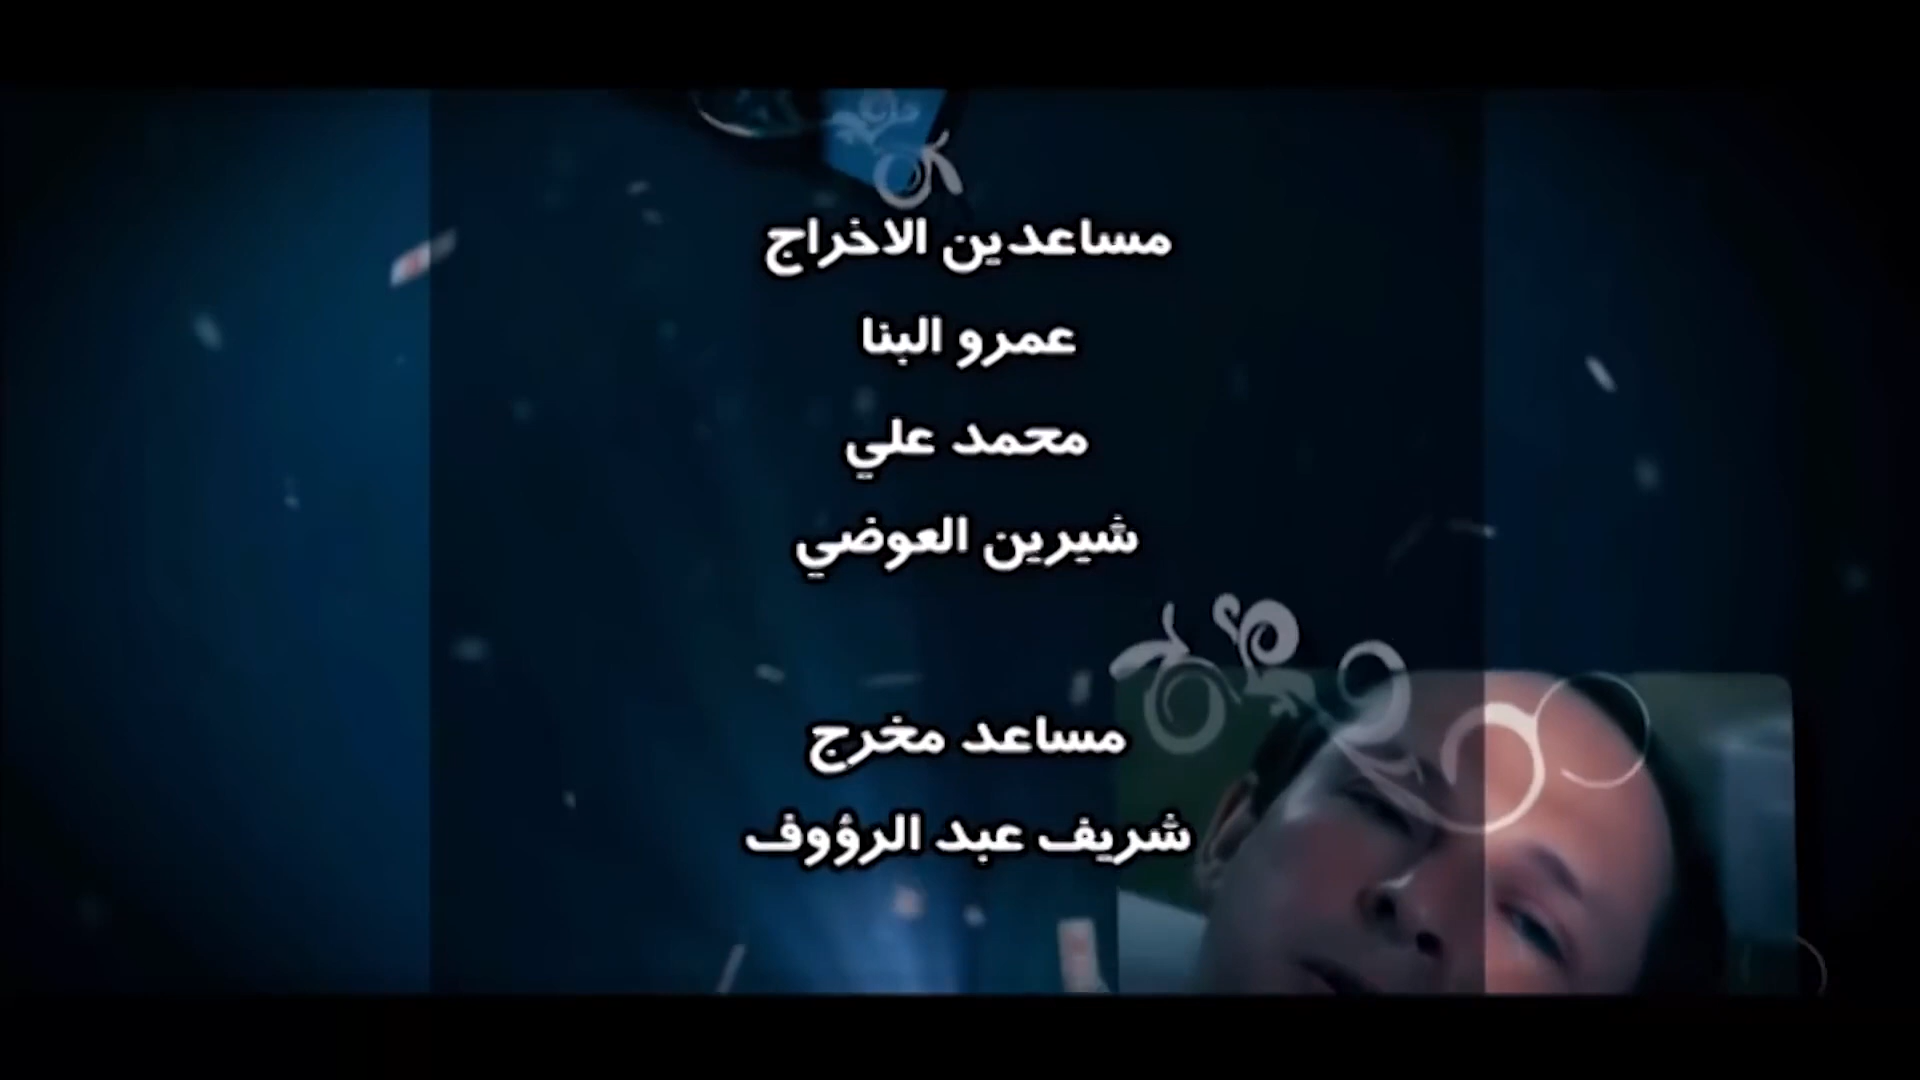 مساعدين الاخراج
عمرو البنا
محمد علي
شيرين العوضي
مساعد مخرج
شريف عبد الرؤوف